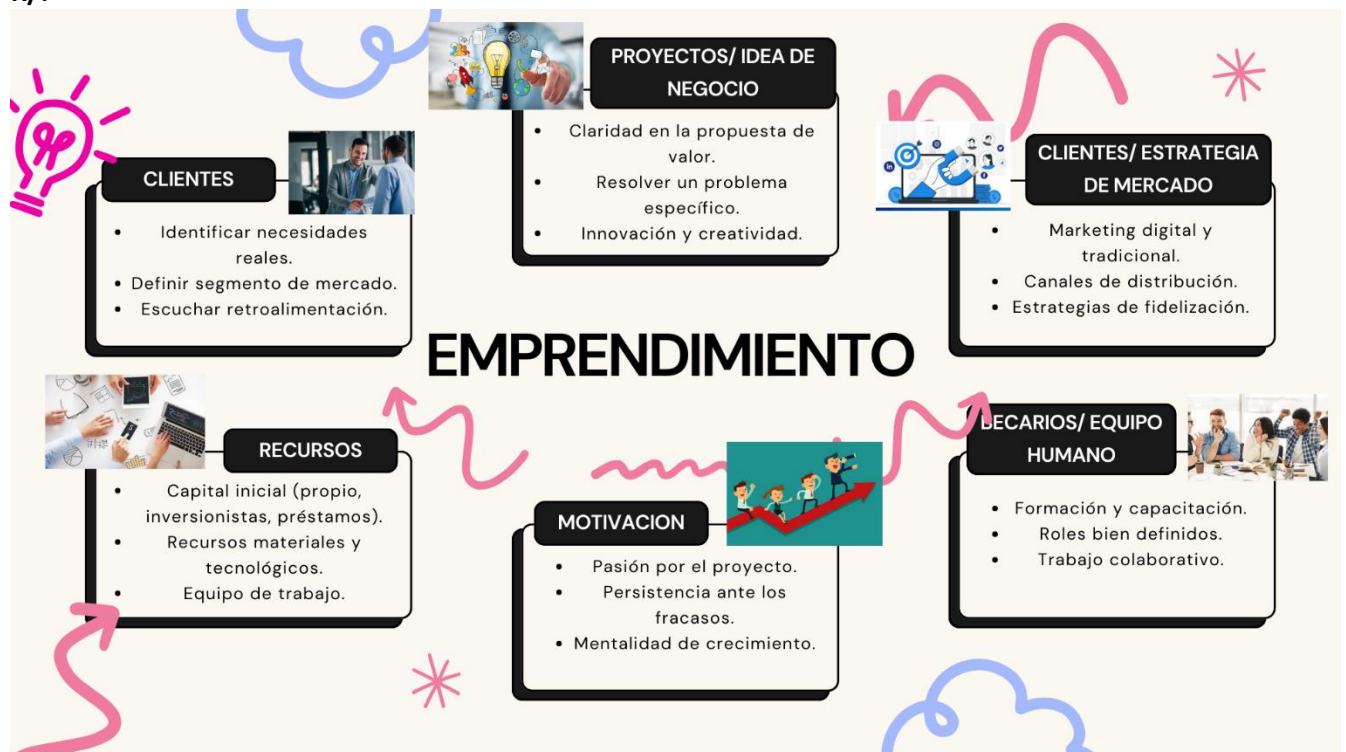 PROYECTOS/ IDEA DE
NEGOCIO
• Claridad en la propuesta de
valor.
• Resolver un problema
específico.
• Innovación y creatividad.
CLIENTES
• Identificar necesidades
reales.
• Definir segmento de mercado.
• Escuchar retroalimentación.
CLIENTES/ ESTRATEGIA
DE MERCADO
• Marketing digital y
tradicional.
• Canales de distribución.
• Estrategias de fidelización.
EMPRENDIMIENTO
RECURSOS
• Capital inicial (propio,
inversionistas, préstamos).
• Recursos materiales y
tecnológicos.
• Equipo de trabajo.
MOTIVACION
• Pasión por el proyecto.
• Persistencia ante los
fracasos.
• Mentalidad de crecimiento.
BECARIOS/ EQUIPO
HUMANO
• Formación y capacitación.
• Roles bien definidos.
• Trabajo colaborativo.